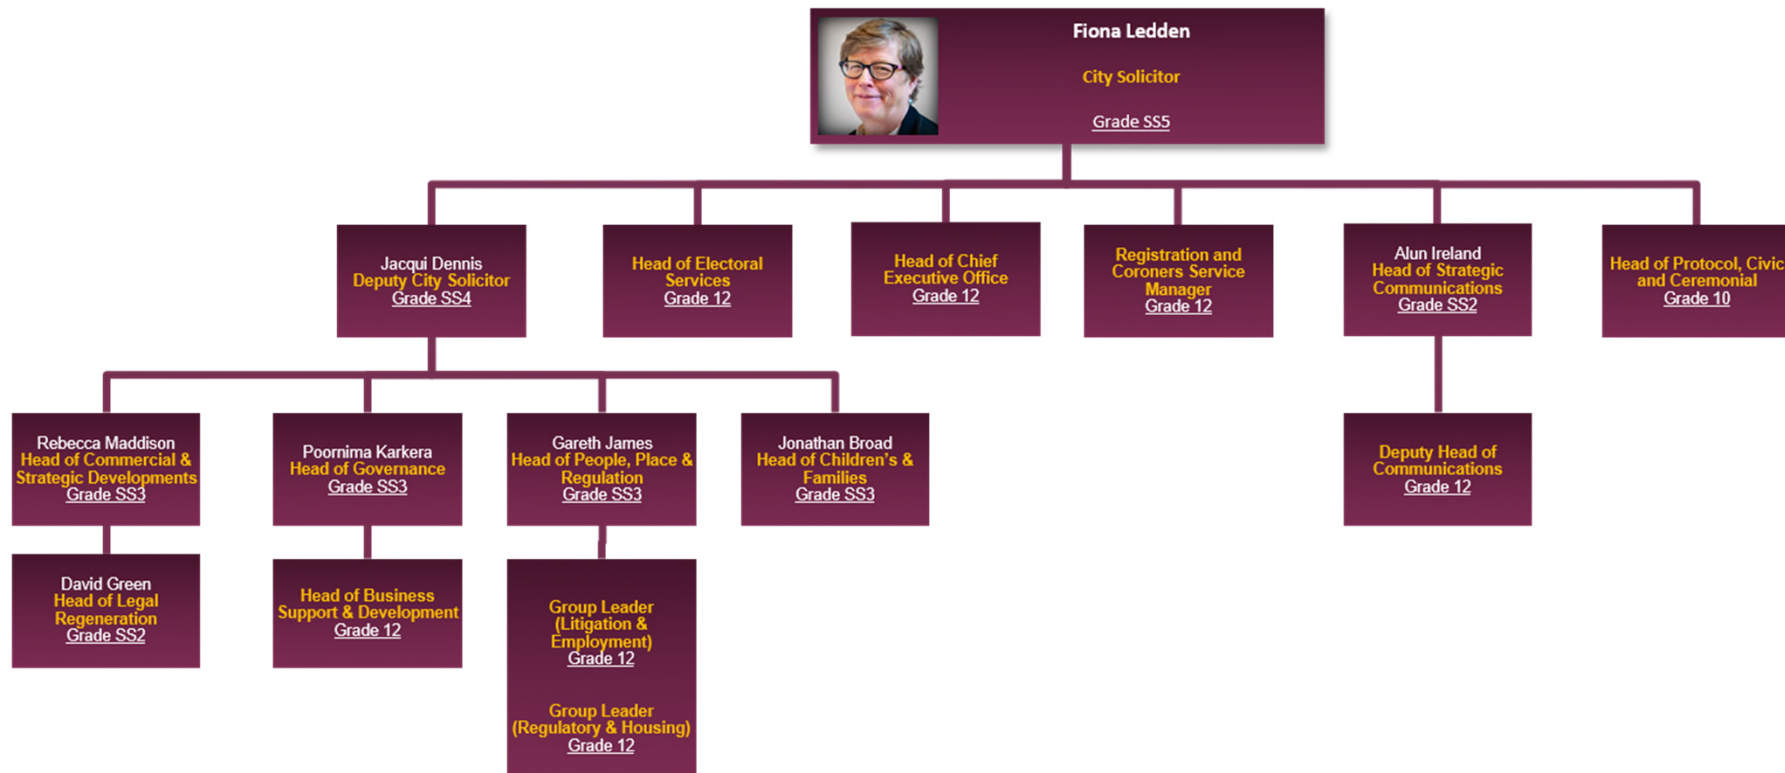 Fiona Ledden
City Solicitor
Grade SS5
Jacqui Dennis
Deputy City Solicitor
Grade SS4
Head of Electoral
Services
Grade 12
Head of Chief
Executive Office
Grade 12
Registration and
Coroners Service
Manager
Grade 12
Alun Ireland
Head of Strategic
Communications
Grade SS2
Head of Protocol, Civic
and Ceremonial
Grade 10
Rebecca Maddison
Head of Commercial &
Strategic Developments
Grade SS3
Poornima Karkera
Head of Governance
Grade SS3
Gareth James
Head of People, Place &
Regulation
Grade SS3
Jonathan Broad
Head of Children's &
Families
Grade SS3
Deputy Head of
Communications
Grade 12
David Green
Head of Legal
Regeneration
Grade SS2
Head of Business
Support & Development
Grade 12
Group Leader
(Litigation &
Employment)
Grade 12
Group Leader
(Regulatory & Housing)
Grade 12